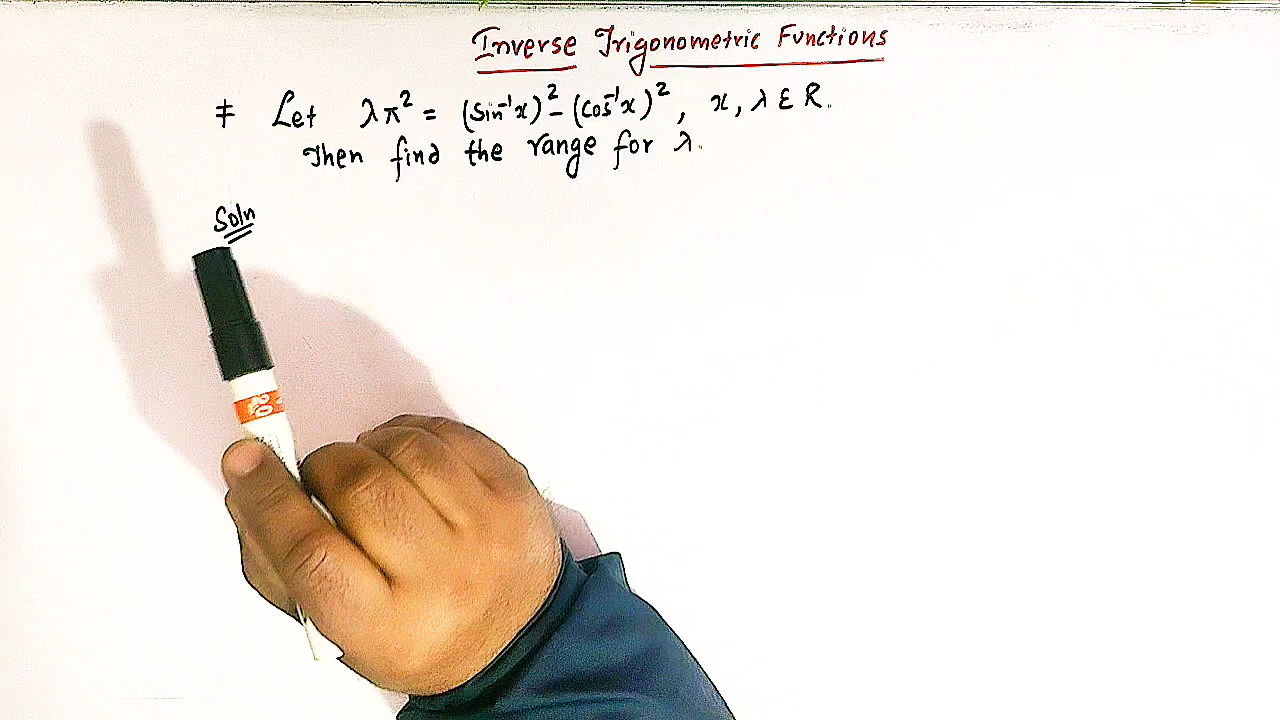 Inverse Trigonometric Functions
# Let λπ² = (Sin⁻¹x)² - (Cos⁻¹x)², x, λ ε R.
Then find the range for λ.
Soln